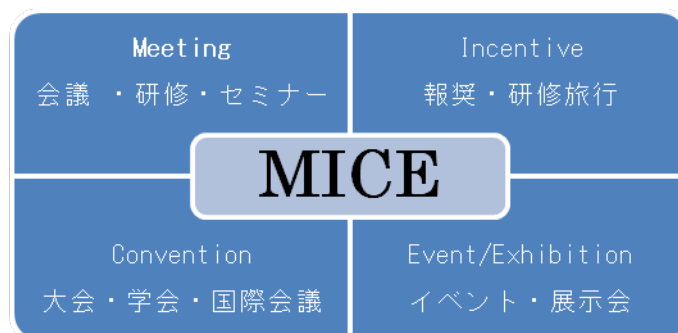 Meeting
会議 ・研修・セミナー
Incentive
報奨・研修旅行
MICE
Convention
大会・学会・国際会議
Event/Exhibition
イベント・展示会